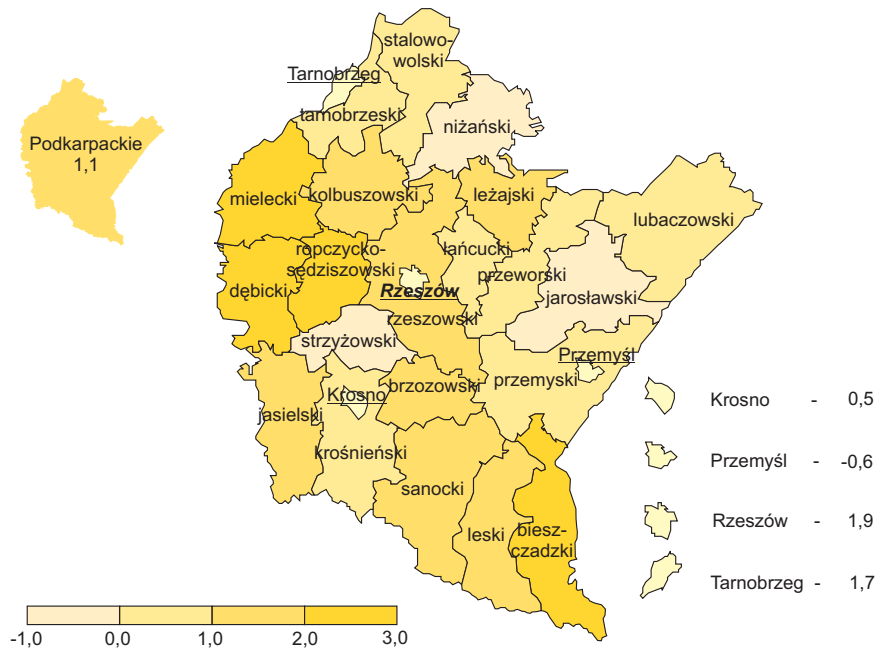 stalowo-
wolski
Tarnobrzeg
tarnobrzeski
niżański
Podkarpackie
1,1
mielecki
kolbuszowski
leżajski
lubaczowski
ropczycko-
sędziszowski
łańcucki
przeworski
dębicki
Rzeszów
jarosławski
rzeszowski
strzyżowski
Przemyśl
przemyski
Krosno
brzozowski
jasielski
krośnieński
sanocki
leski
biesz-
czadzki
Krosno - 0,5
Przemyśl - -0,6
Rzeszów - 1,9
Tarnobrzeg - 1,7
-1,0 0,0 1,0 2,0 3,0